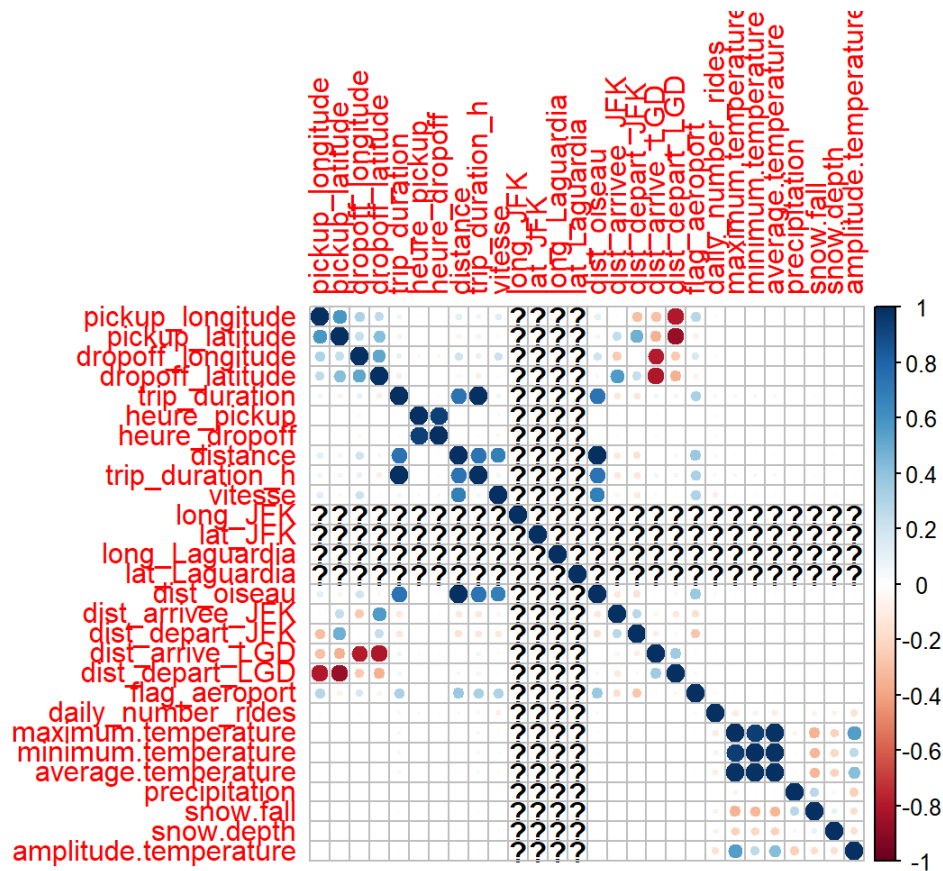 pickup_longitude
pickup_latitude
dropoff_longitude
dropoff_latitude
trip_duration
heure_pickup
heure_dropoff
distance
trip_duration_h
vitesse
long_JFK
lat_JFK
long_Laguardia
lat_Laguardia
dist_oiseau
dist_arrivee_JFK
dist_depart_JFK
dist_arrive_LGD
dist_depart_LGD
flag_aeroport
daily_number_rides
maximum.temperature
minimum.temperature
average.temperature
precipitation
snow.fall
snow.depth
amplitude.temperature
pickup_longitude ???? 1
pickup_latitude ????
dropoff_longitude ???? 0.8
dropoff_latitude ????
trip_duration ???? 0.6
heure_pickup ????
heure_dropoff ????
distance ???? 0.4
trip_duration_h ????
vitesse ????
long_JFK ?????????? ????????????????? 0.2
lat_JFK ??????????? ????????????????
long_Laguardia ???????????? ???????????????
lat_Laguardia ????????????? ?????????????? 0
dist_oiseau ????
dist_arrivee_JFK ????
dist_depart_JFK ???? -0.2
dist_arrive_LGD ????
dist_depart_LGD ???? -0.4
flag_aeroport ????
daily_number_rides ????
maximum.temperature ???? -0.6
minimum.temperature ????
average.temperature ????
precipitation ???? -0.8
snow.fall ????
snow.depth ????
amplitude.temperature ???? -1